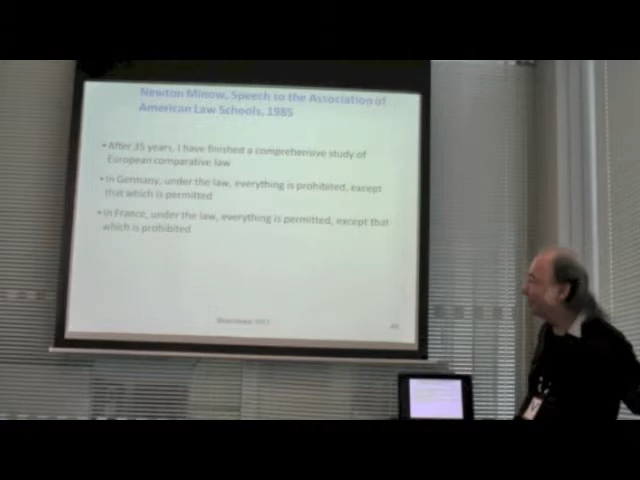 Newton Minow, Speech to the Association of
American Law Schools, 1985
• After 35 years, I have finished a comprehensive study of
European comparative law
• In Germany, under the law, everything is prohibited, except
that which is permitted
• In France, under the law, everything is permitted, except that
which is prohibited